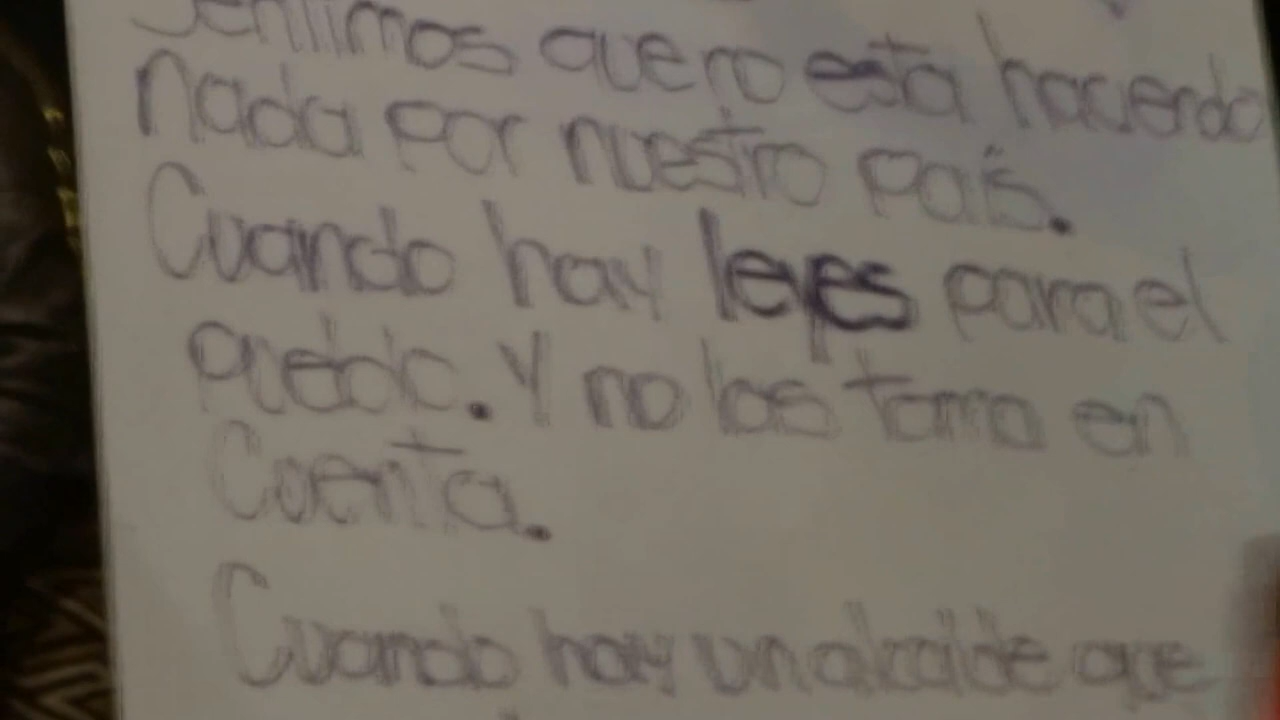 Sentimos que no esta haciendo
nada por nuestro país.
Cuando hay leyes para el
pueblo. Y no las toma en
Cuenta.
Cuando hay un alcalde que